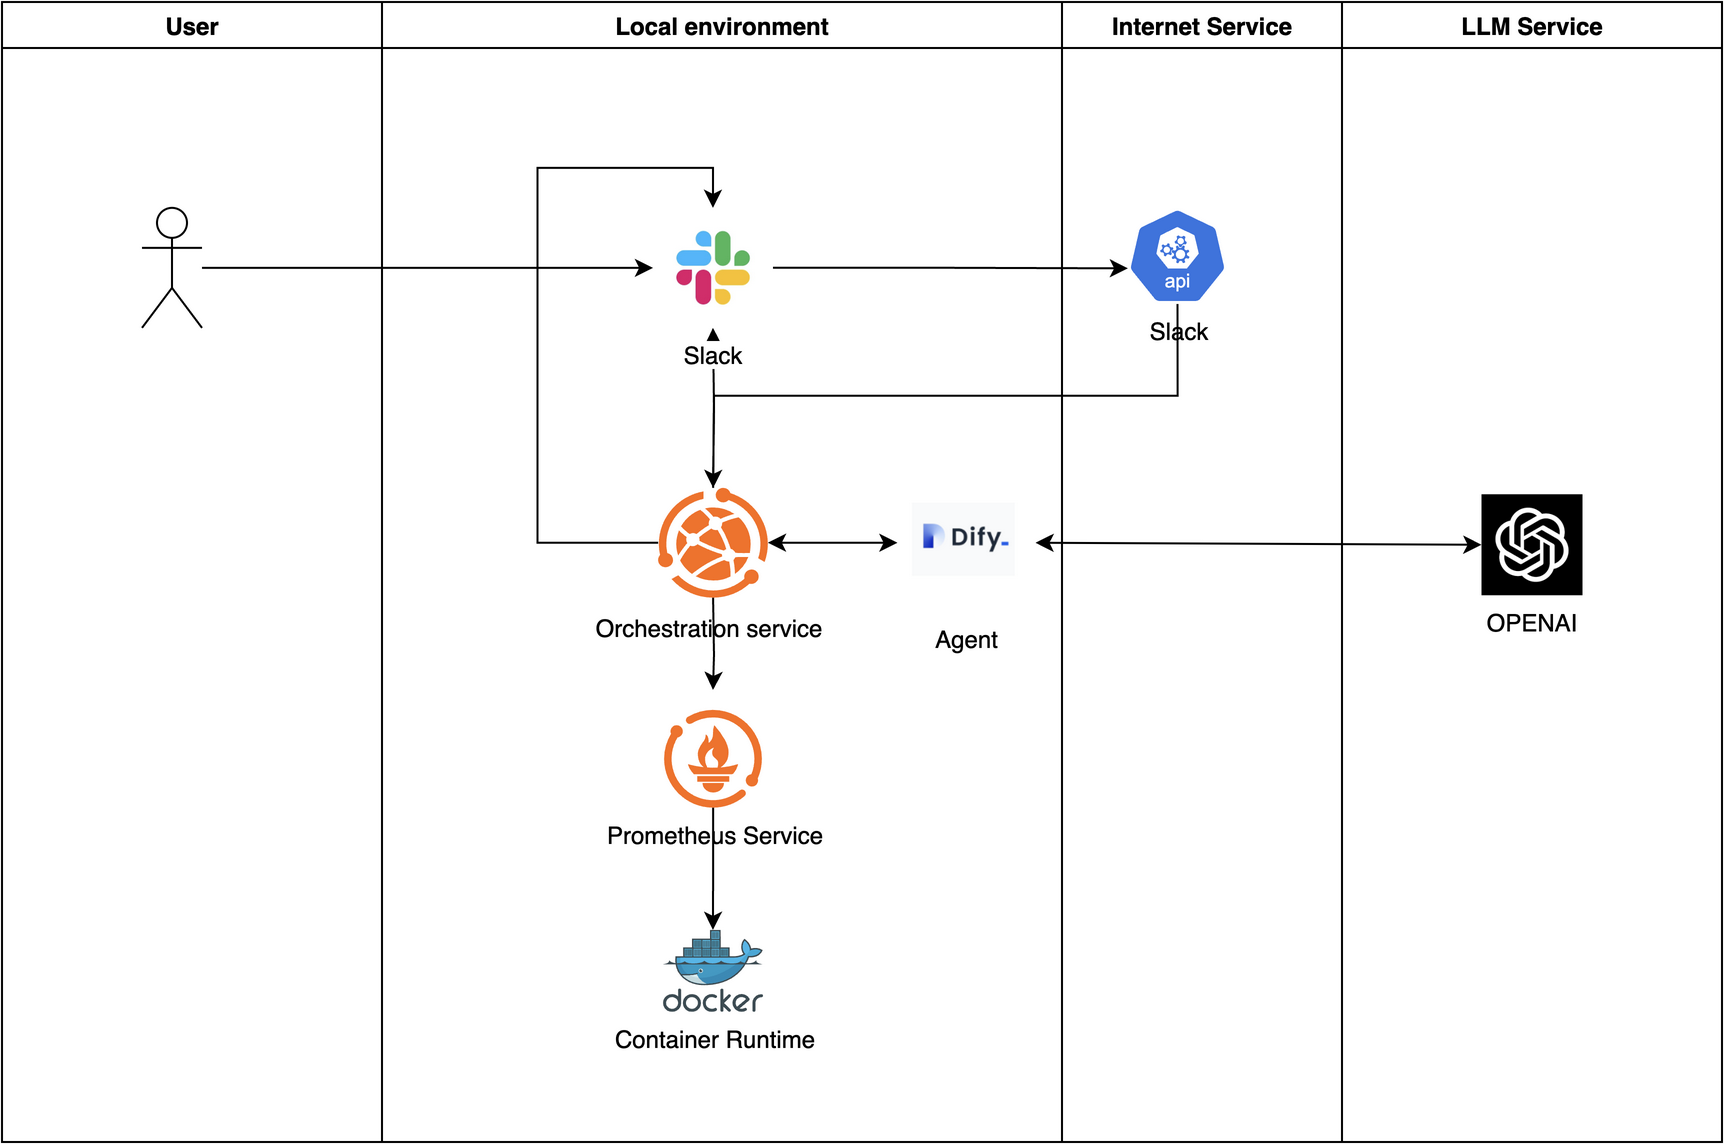 User
Local environment
Internet Service
LLM Service
api
Slack
Slack
Dify_
Orchestration service
Agent
OPENAI
Prometheus Service
docker
Container Runtime